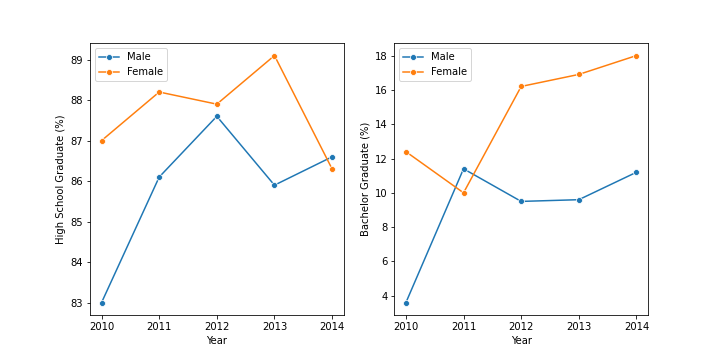 Male
Female
89
88
87
86
85
84
83
High School Graduate (%)
2010 2011 2012 2013 2014
Year
Male
Female
18
16
14
12
10
8
6
4
Bachelor Graduate (%)
2010 2011 2012 2013 2014
Year